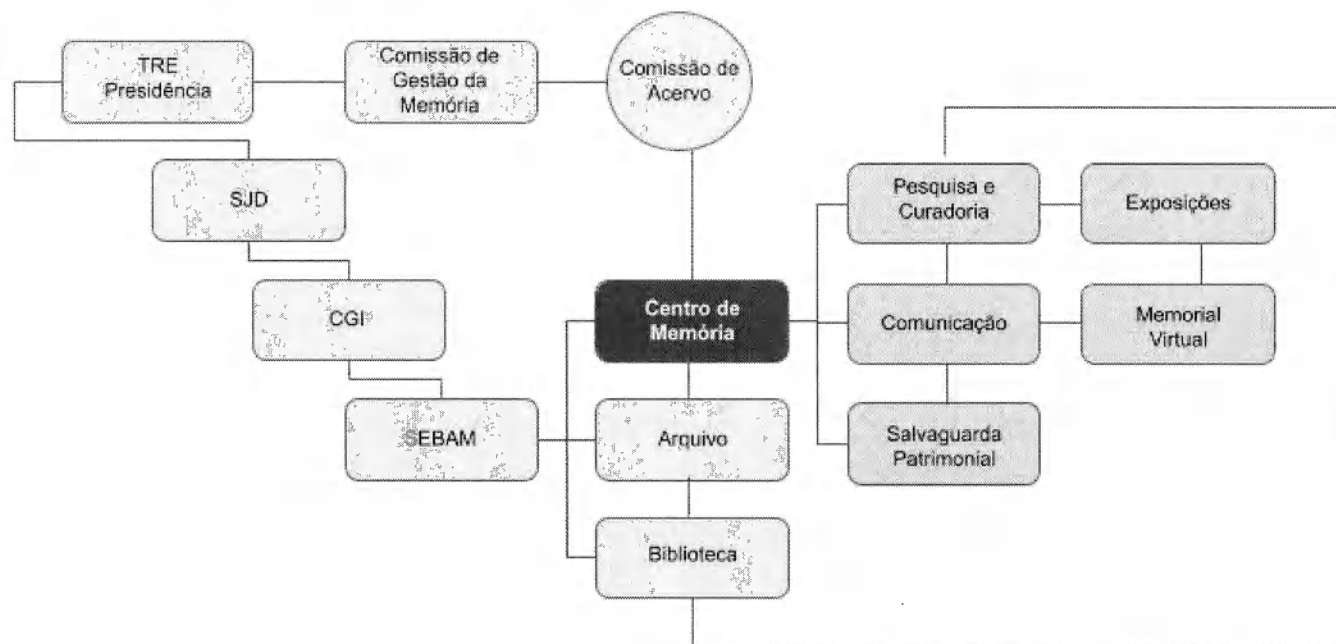 TRE
Presidência
Comissão de
Gestão da
Memória
Comissão de
Acervo
SJD
Pesquisa e
Curadoria
Exposições
CGI
Centro de
Memória
Comunicação
Memorial
Virtual
SEBAM
Arquivo
Salvaguarda
Patrimonial
Biblioteca